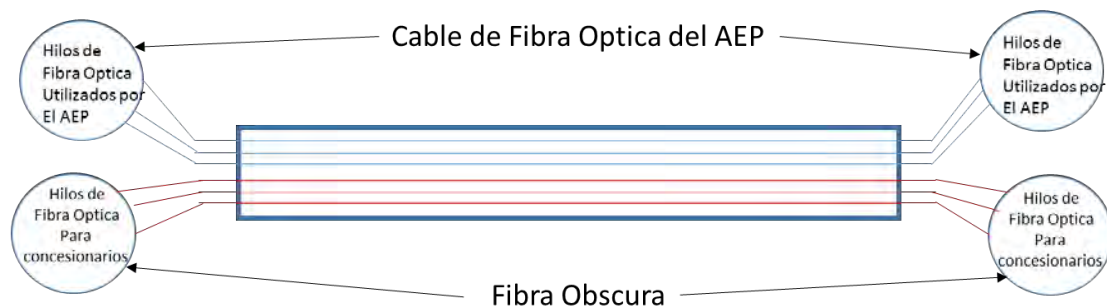 Cable de Fibra Optica del AEP
Hilos de
Fibra Optica
Utilizados por
El AEP
Hilos de
Fibra Optica
Utilizados por
El AEP
Hilos de
Fibra Optica
Para
concesionarios
Hilos de
Fibra Optica
Para
concesionarios
Fibra Obscura